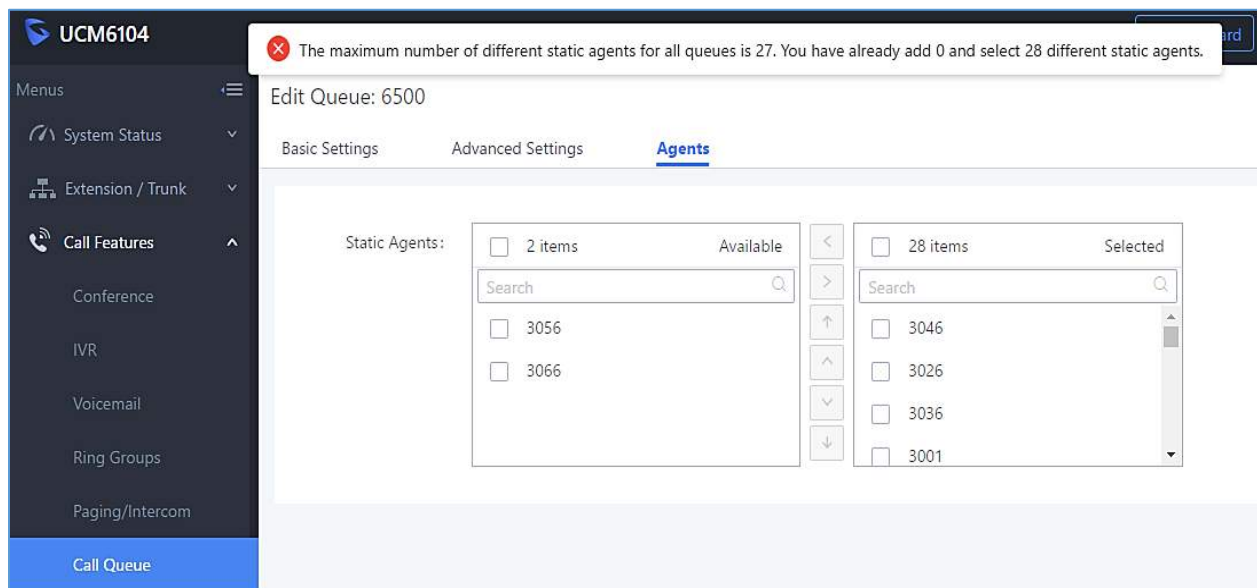 UCM6104
The maximum number of different static agents for all queues is 27. You have already add 0 and select 28 different static agents.
Menus
Edit Queue: 6500
System Status
Basic Settings
Advanced Settings
Agents
Extension / Trunk
Call Features
Static Agents:
2 items
Available
28 items
Selected
Search
Search
Conference
3056
3046
IVR
3066
3026
Voicemail
3036
Ring Groups
3001
Paging/Intercom
Call Queue